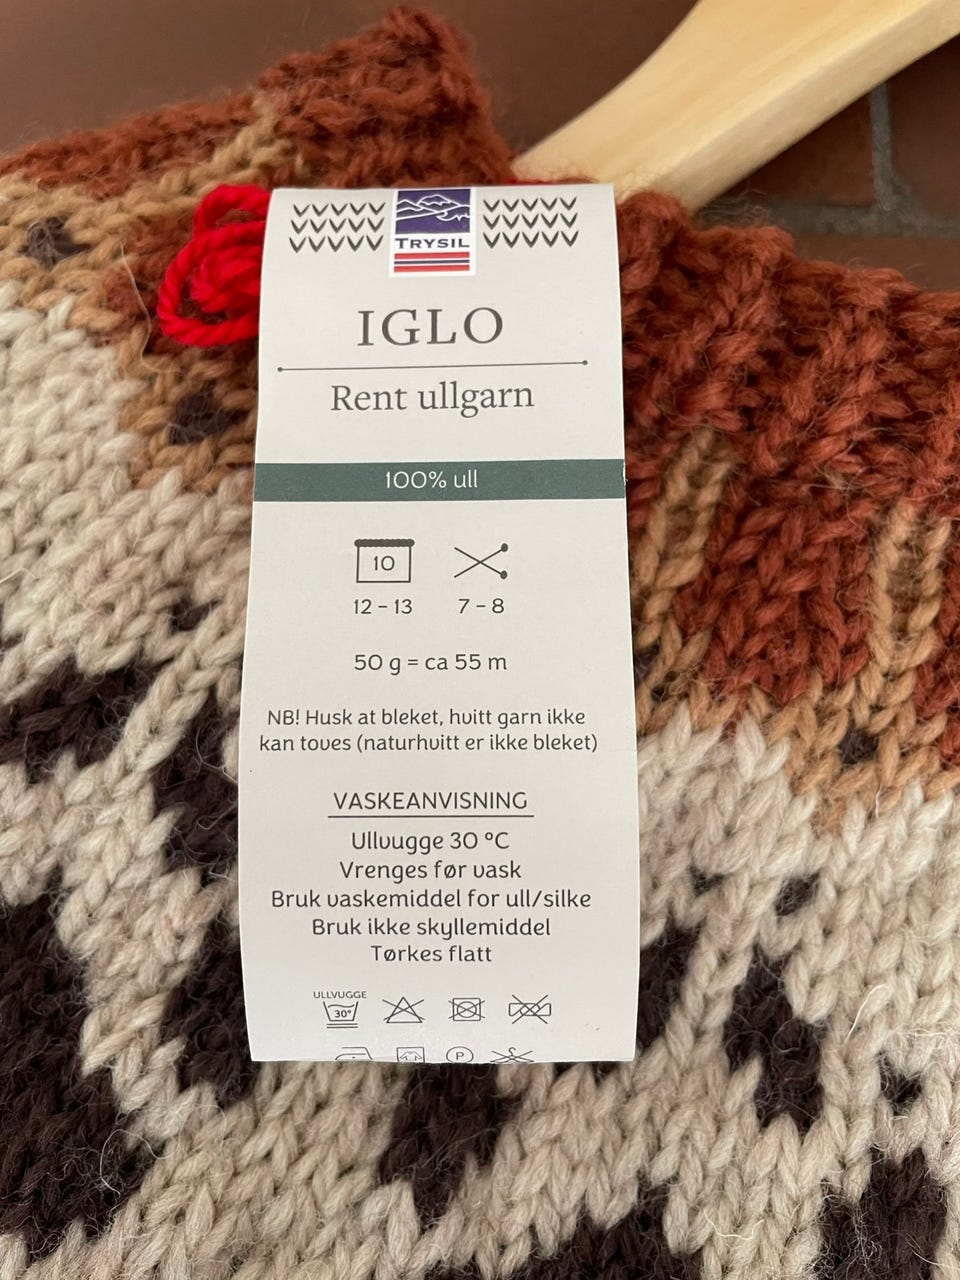 TRYSIL
IGLO
Rent ullgarn
100% ull
10
12 – 13
7 – 8
50 g = ca 55 m
NB! Husk at bleket, hvitt garn ikke
kan toves (naturhvitt er ikke bleket)
VASKEANVISNING
Ullvugge 30 °C
Vrenges før vask
Bruk vaskemiddel for ull/silke
Bruk ikke skyllemiddel
Tørkes flatt
ULLVUGGE
30°
P